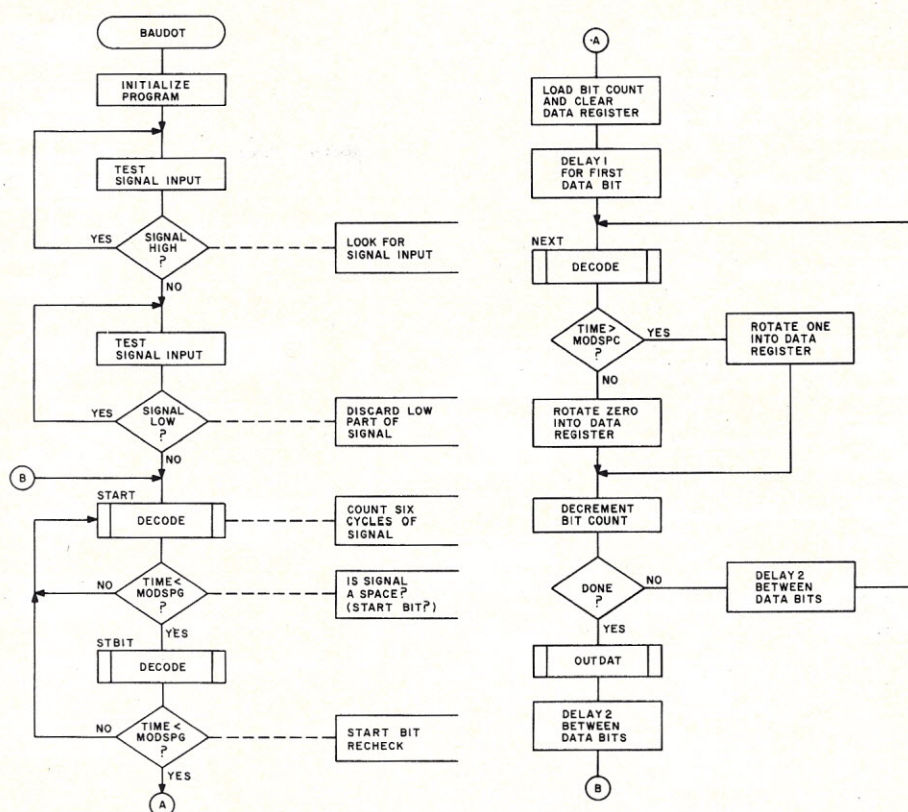 BAUDOT
INITIALIZE
PROGRAM
TEST
SIGNAL INPUT
YES
SIGNAL
HIGH
?
LOOK FOR
SIGNAL INPUT
NO
TEST
SIGNAL INPUT
YES
SIGNAL
LOW
?
DISCARD LOW
PART OF
SIGNAL
NO
B
START
DECODE
COUNT SIX
CYCLES OF
SIGNAL
NO
TIME<
MODSPG
?
IS SIGNAL
A SPACE?
(START BIT?)
YES
STBIT
DECODE
NO
TIME<
MODSPG
?
START BIT
RECHECK
YES
A
A
LOAD BIT COUNT
AND CLEAR
DATA REGISTER
DELAY 1
FOR FIRST
DATA BIT
NEXT
DECODE
TIME>
MODSPC
?
YES
ROTATE ONE
INTO DATA
REGISTER
NO
ROTATE ZERO
INTO DATA
REGISTER
DECREMENT
BIT COUNT
DONE
?
NO
DELAY 2
BETWEEN
DATA BITS
YES
OUTDAT
DELAY 2
BETWEEN
DATA BITS
B